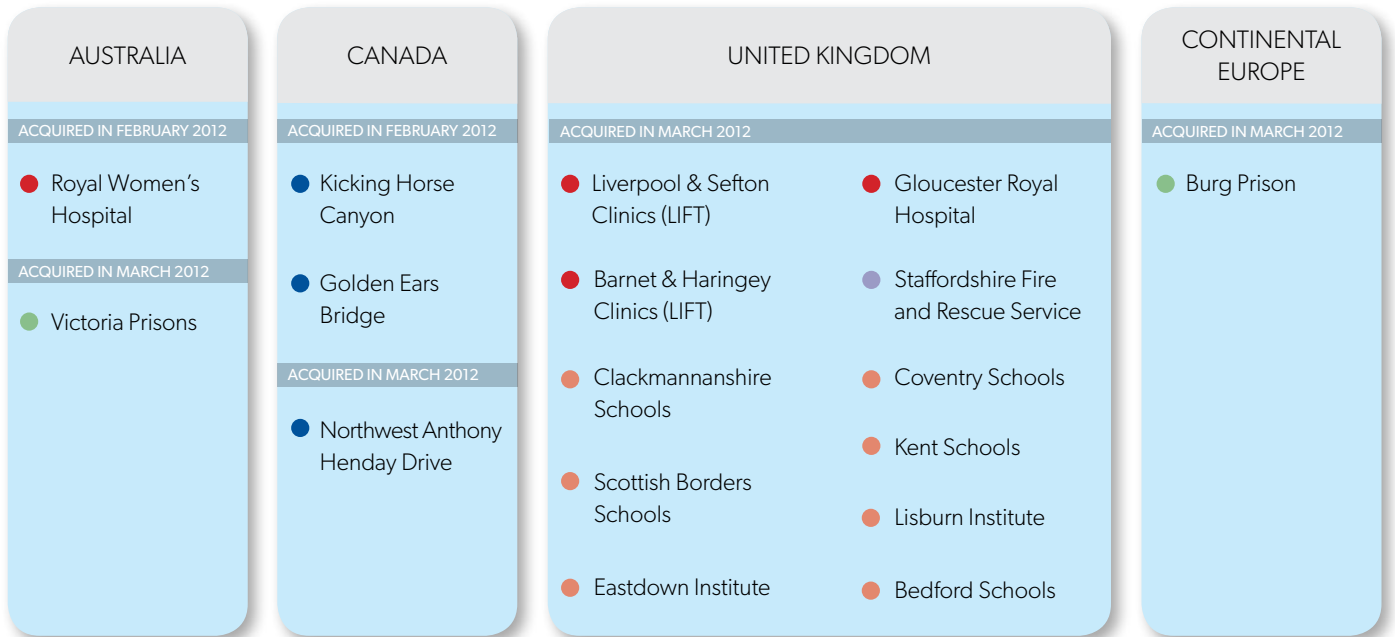 AUSTRALIA
ACQUIRED IN FEBRUARY 2012
Royal Women’s
Hospital
ACQUIRED IN MARCH 2012
Victoria Prisons
CANADA
ACQUIRED IN FEBRUARY 2012
Kicking Horse
Canyon
Golden Ears
Bridge
ACQUIRED IN MARCH 2012
Northwest Anthony
Henday Drive
UNITED KINGDOM
ACQUIRED IN MARCH 2012
Liverpool & Sefton
Clinics (LIFT)
Barnet & Haringey
Clinics (LIFT)
Clackmannanshire
Schools
Scottish Borders
Schools
Eastdown Institute
Gloucester Royal
Hospital
Staffordshire Fire
and Rescue Service
Coventry Schools
Kent Schools
Lisburn Institute
Bedford Schools
CONTINENTAL
EUROPE
ACQUIRED IN MARCH 2012
Burg Prison